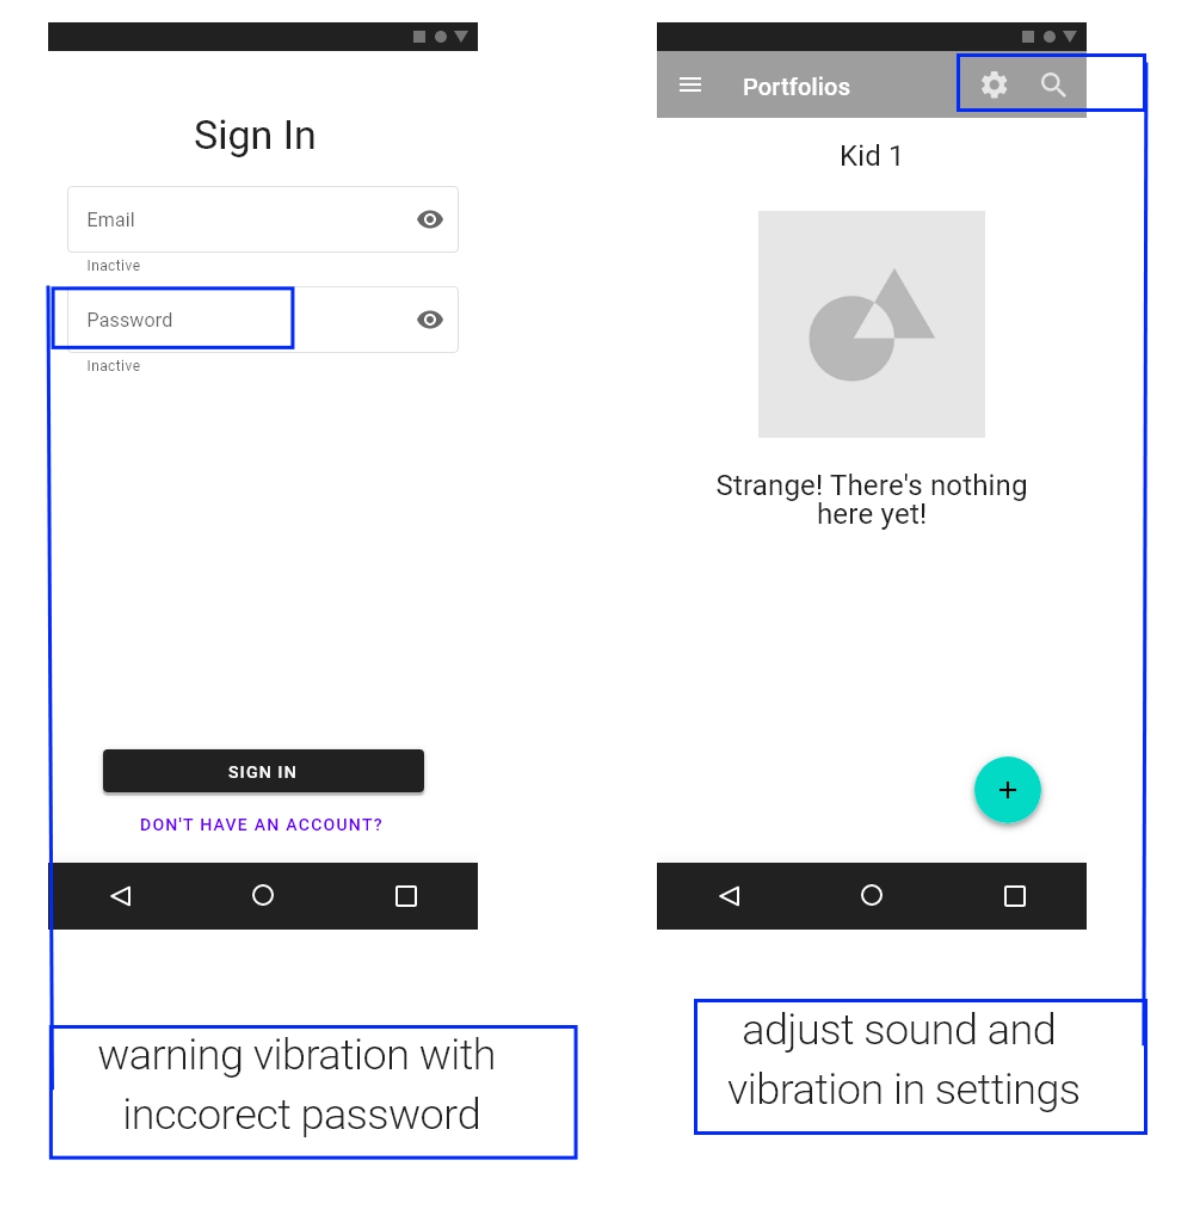 Sign In
Email
Inactive
Password
Inactive
SIGN IN
DON'T HAVE AN ACCOUNT?
warning vibration with
inccorect password
Portfolios
Kid 1
Strange! There's nothing
here yet!
adjust sound and
vibration in settings